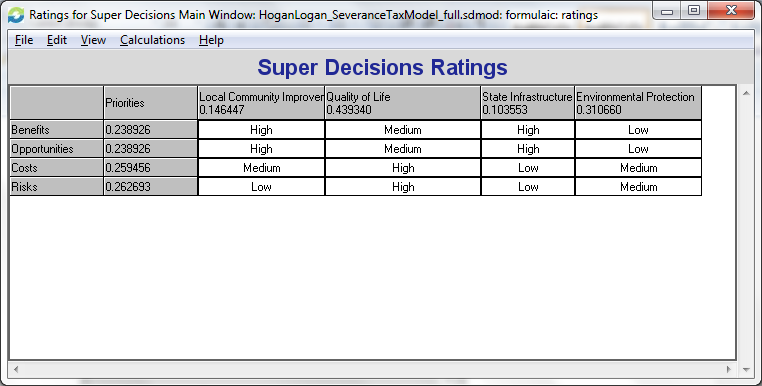 Ratings for Super Decisions Main Window: HoganLogan_SeveranceTaxModel_full.sdmod: formulaic: ratings
File Edit View Calculations Help
Super Decisions Ratings
Priorities Local Community Improver Quality of Life State Infrastructure Environmental Protection
0.146447 0.439340 0.103553 0.310660
Benefits 0.238926 High Medium High Low
Opportunities 0.238926 High Medium High Low
Costs 0.259456 Medium High Low Medium
Risks 0.262693 Low High Low Medium